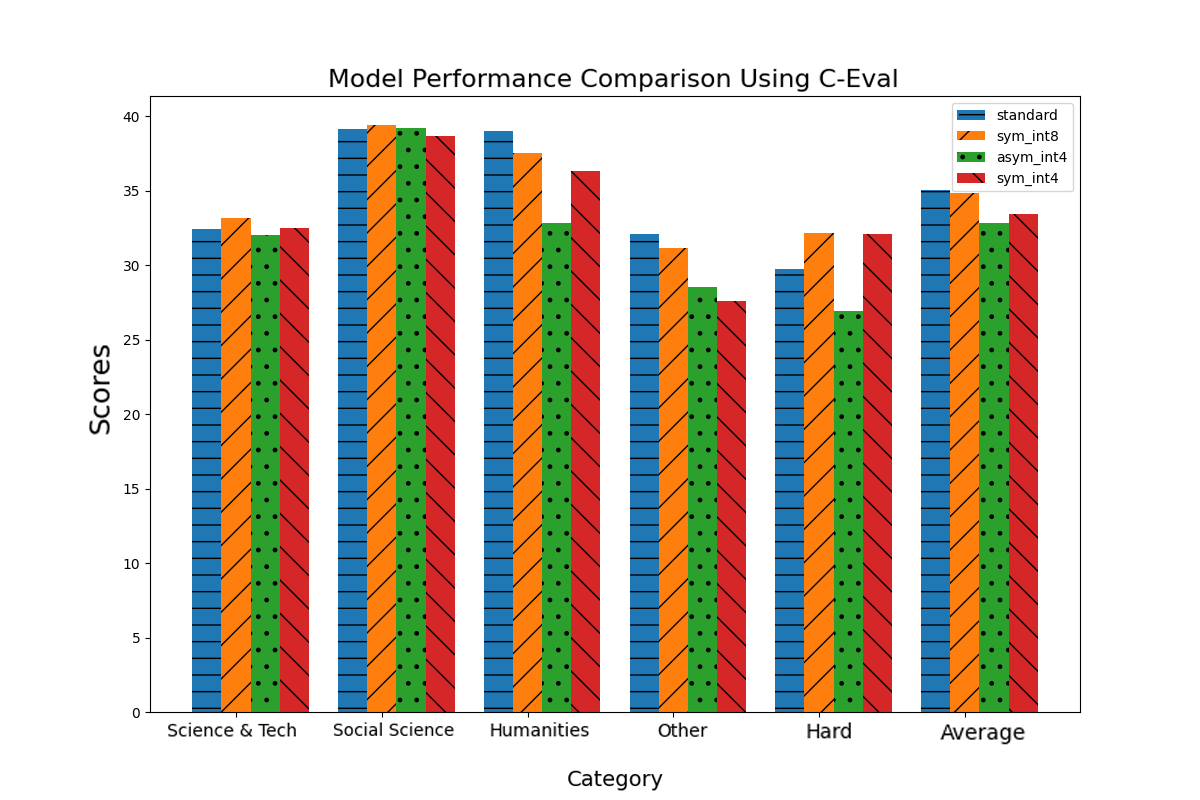 Model Performance Comparison Using C-Eval
standard
sym_int8
asym_int4
sym_int4
Scores
40
35
30
25
20
15
10
5
0
Science & Tech
Social Science
Humanities
Other
Hard
Average
Category